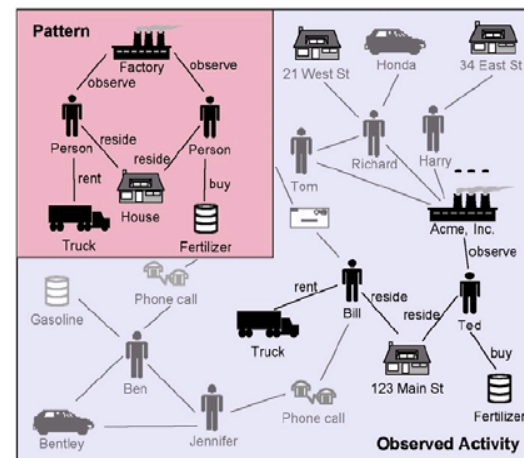 Pattern
Factory
observe
observe
Person
reside
reside
Person
rent
buy
House
Truck
Fertilizer
21 West St
Honda
34 East St
Tom
Richard
Harry
Acme, Inc.
observe
Phone call
Gasoline
rent
Bill
reside
reside
Ted
Truck
buy
Ben
123 Main St
Phone call
Fertilizer
Bentley
Jennifer
Observed Activity